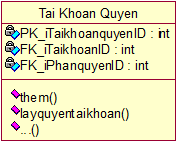 Tai Khoan Quyen
PK_iTaikhoanquyenID : int
FK_iTaikhoanID : int
FK_iPhanquyenID : int
them()
layquyentaikhoan()
...()